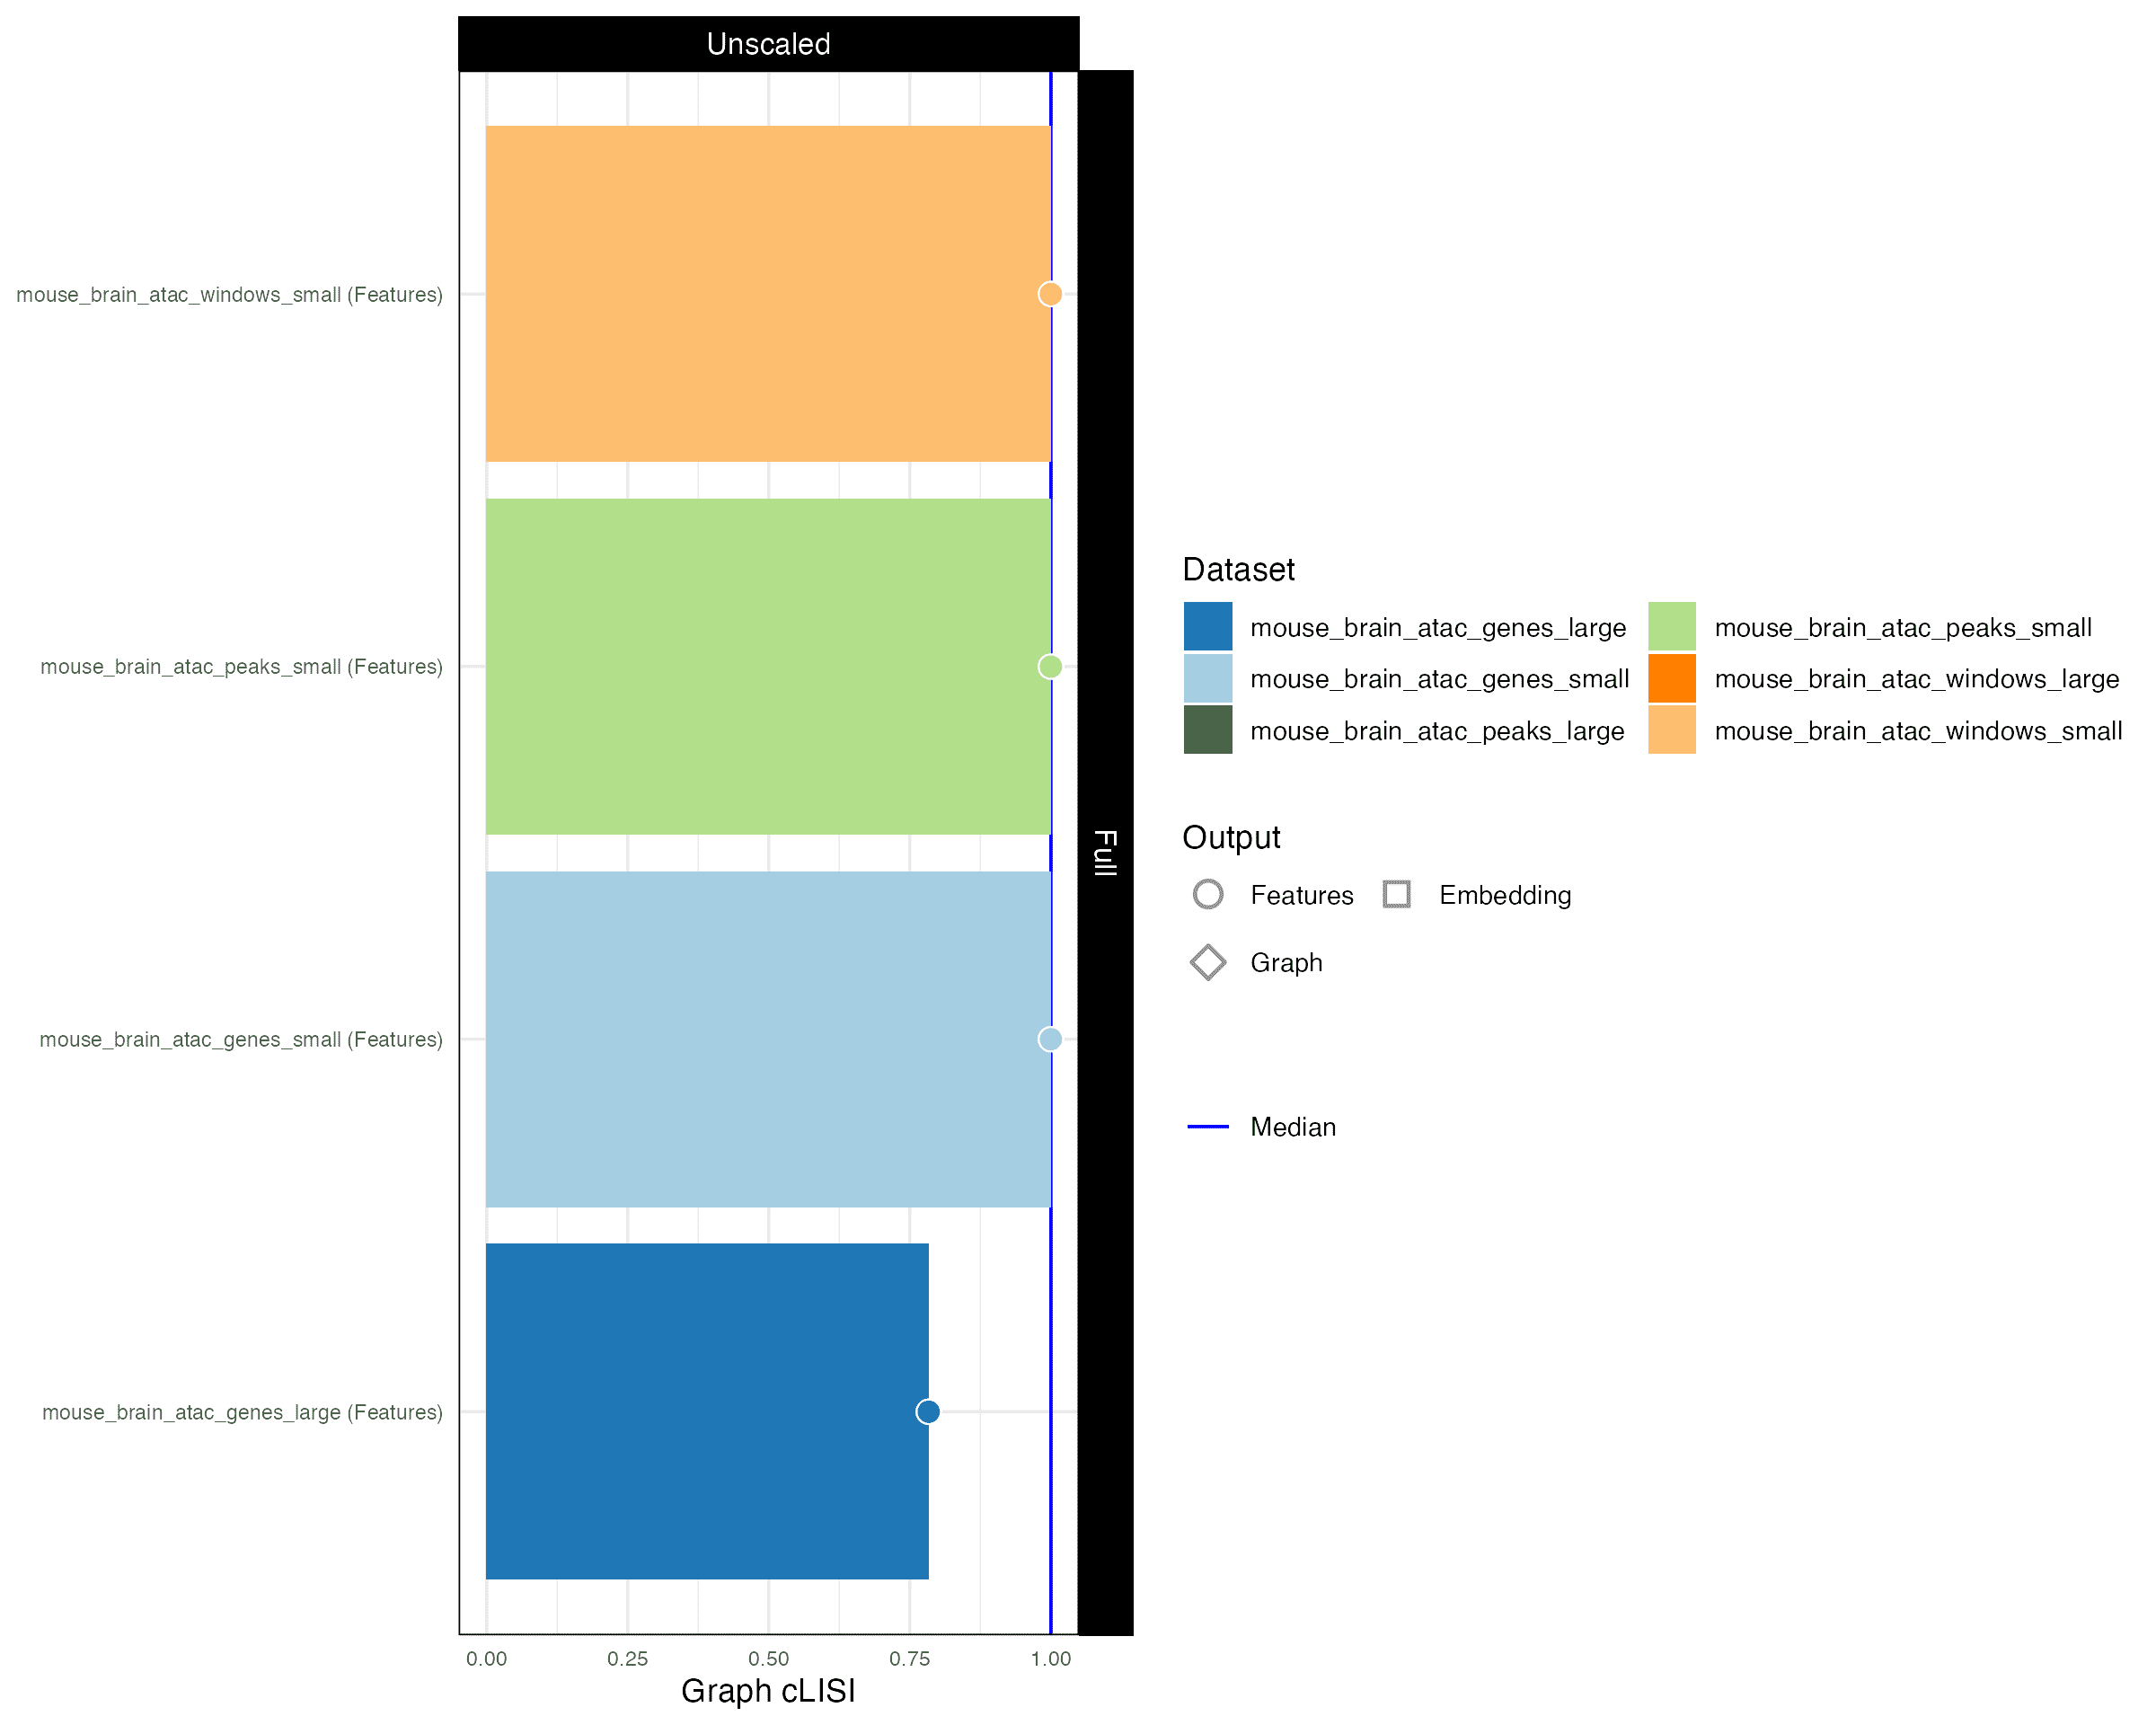 Unscaled
mouse_brain_atac_windows_small (Features)
mouse_brain_atac_peaks_small (Features)
mouse_brain_atac_genes_small (Features)
mouse_brain_atac_genes_large (Features)
0.00 0.25 0.50 0.75 1.00
Graph cLISI
Full
Dataset
mouse_brain_atac_genes_large mouse_brain_atac_peaks_small
mouse_brain_atac_genes_small mouse_brain_atac_windows_large
mouse_brain_atac_peaks_large mouse_brain_atac_windows_small
Output
Features Embedding
Graph
Median